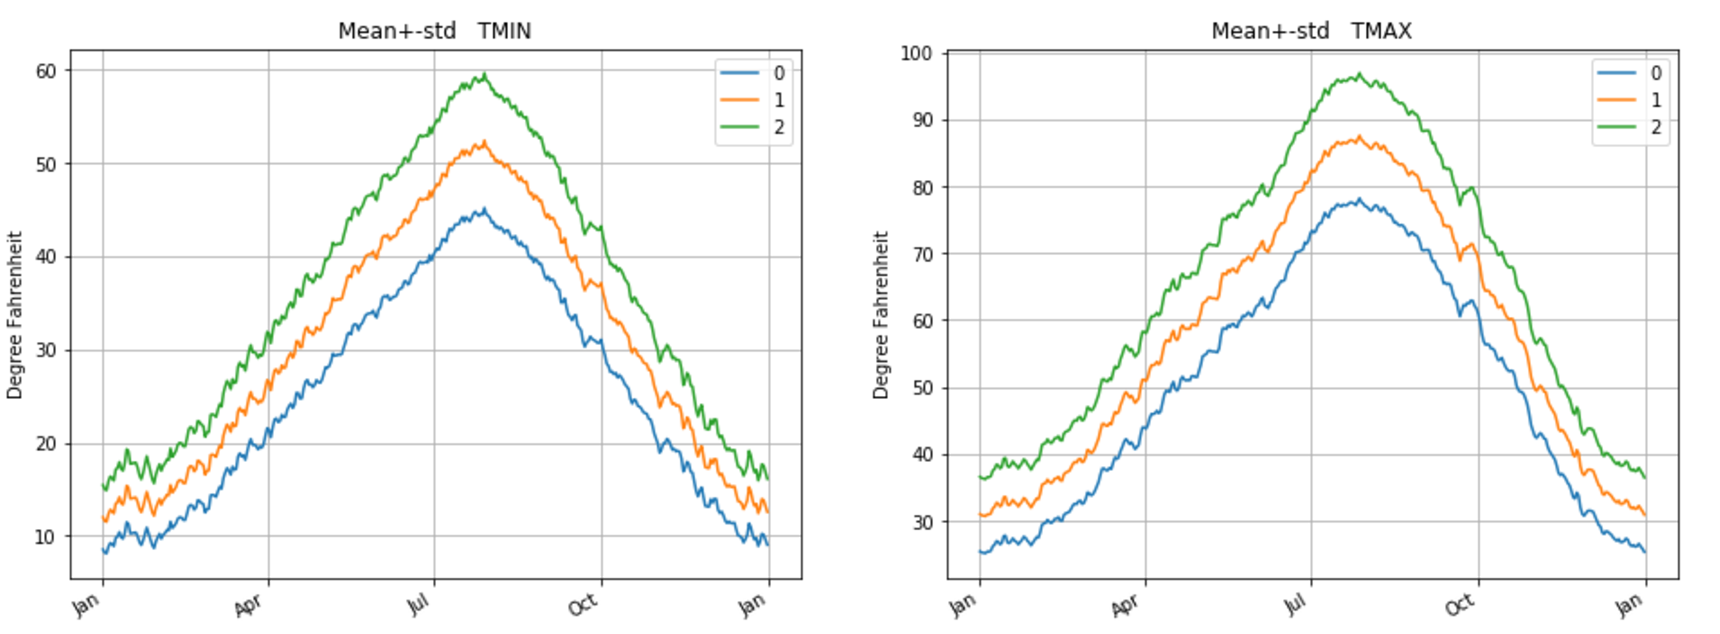 Mean+-std TMIN
Degree Fahrenheit
60
50
40
30
20
10
0
1
2
Jan
Apr
Jul
Oct
Jan
Mean+-std TMAX
Degree Fahrenheit
100
90
80
70
60
50
40
30
0
1
2
Jan
Apr
Jul
Oct
Jan